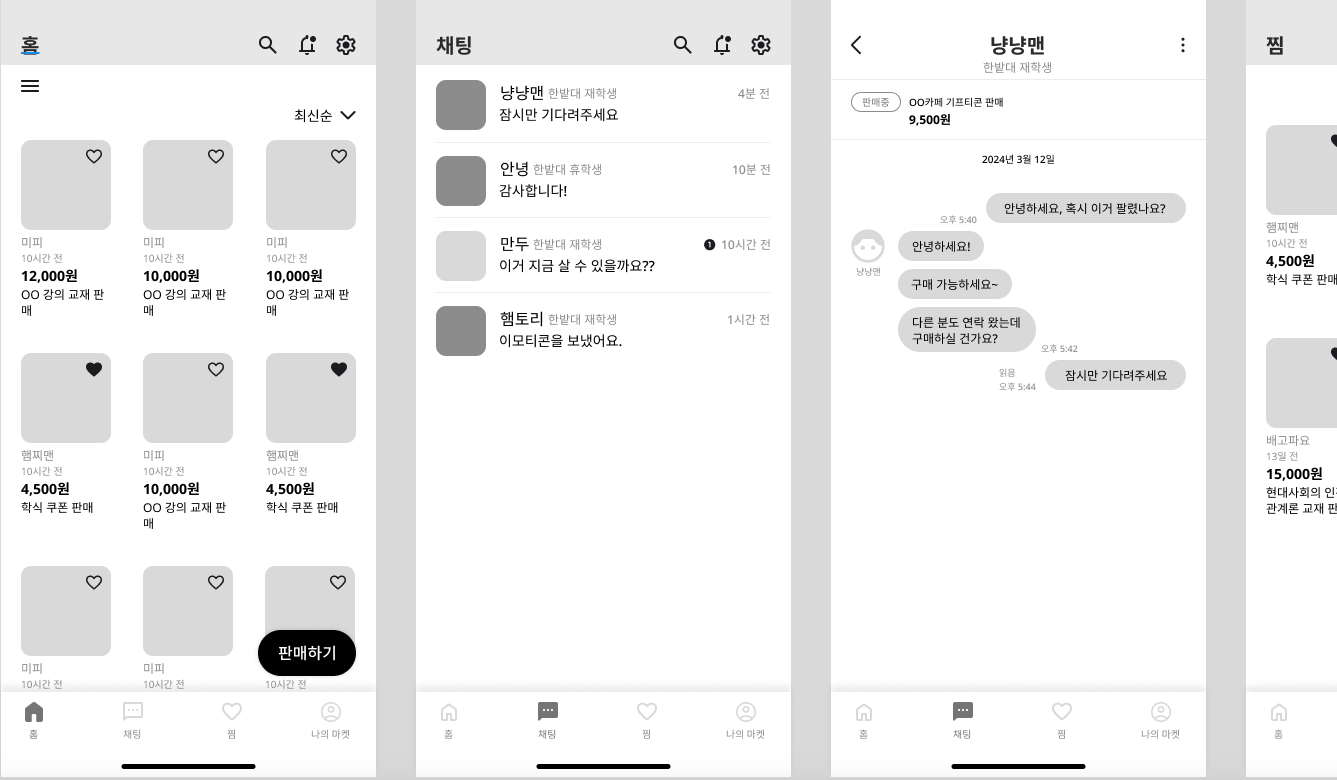 홈
최신순
미피
10시간 전
12,000원
OO 강의 교재 판
매
미피
10시간 전
10,000원
OO 강의 교재 판
매
미피
10시간 전
10,000원
OO 강의 교재 판
매
햄찌맨
10시간 전
4,500원
학식 쿠폰 판매
미피
10시간 전
10,000원
OO 강의 교재 판
매
햄찌맨
10시간 전
4,500원
학식 쿠폰 판매
미피
10시간 전
미피
10시간 전
10시간 전
판매하기
홈
채팅
찜
나의 마켓
채팅
냥냥맨 한밭대 재학생
4분 전
잠시만 기다려주세요
안녕 한밭대 휴학생
10분 전
감사합니다!
만두 한밭대 재학생
1 10시간 전
이거 지금 살 수 있을까요??
햄토리 한밭대 재학생
1시간 전
이모티콘을 보냈어요.
홈
채팅
찜
나의 마켓
냥냥맨
한밭대 재학생
판매중
OO카페 기프티콘 판매
9,500원
2024년 3월 12일
안녕하세요, 혹시 이거 팔렸나요?
오후 5:40
안녕하세요!
냥냥맨
구매 가능하세요~
다른 분도 연락 왔는데
구매하실 건가요?
오후 5:42
잠시만 기다려주세요
읽음
오후 5:44
홈
채팅
찜
나의 마켓
찜
햄찌맨
10시간 전
4,500원
학식 쿠폰 판매
배고파요
13일 전
15,000원
현대사회의 인
관계론 교재 판
홈